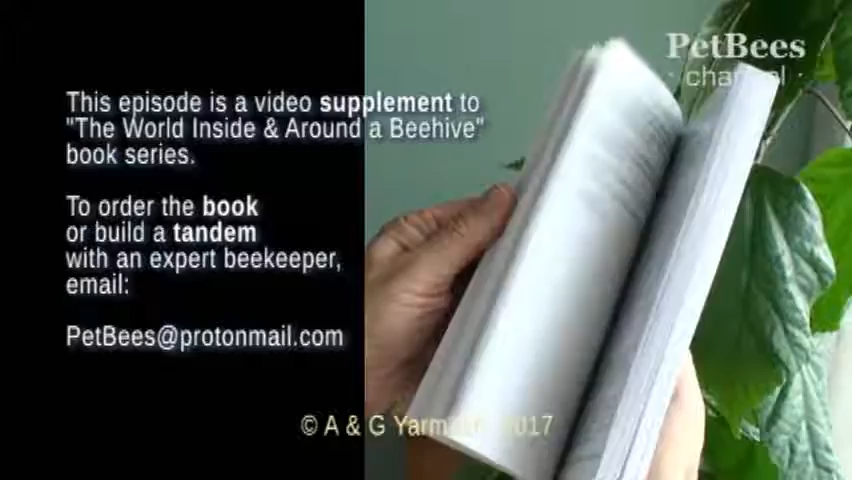 PetBees
This episode is a video supplement to
"The World Inside & Around a Beehive"
book series.
To order the book
or build a tandem
with an expert beekeeper,
email:
PetBees@protonmail.com
© A & G